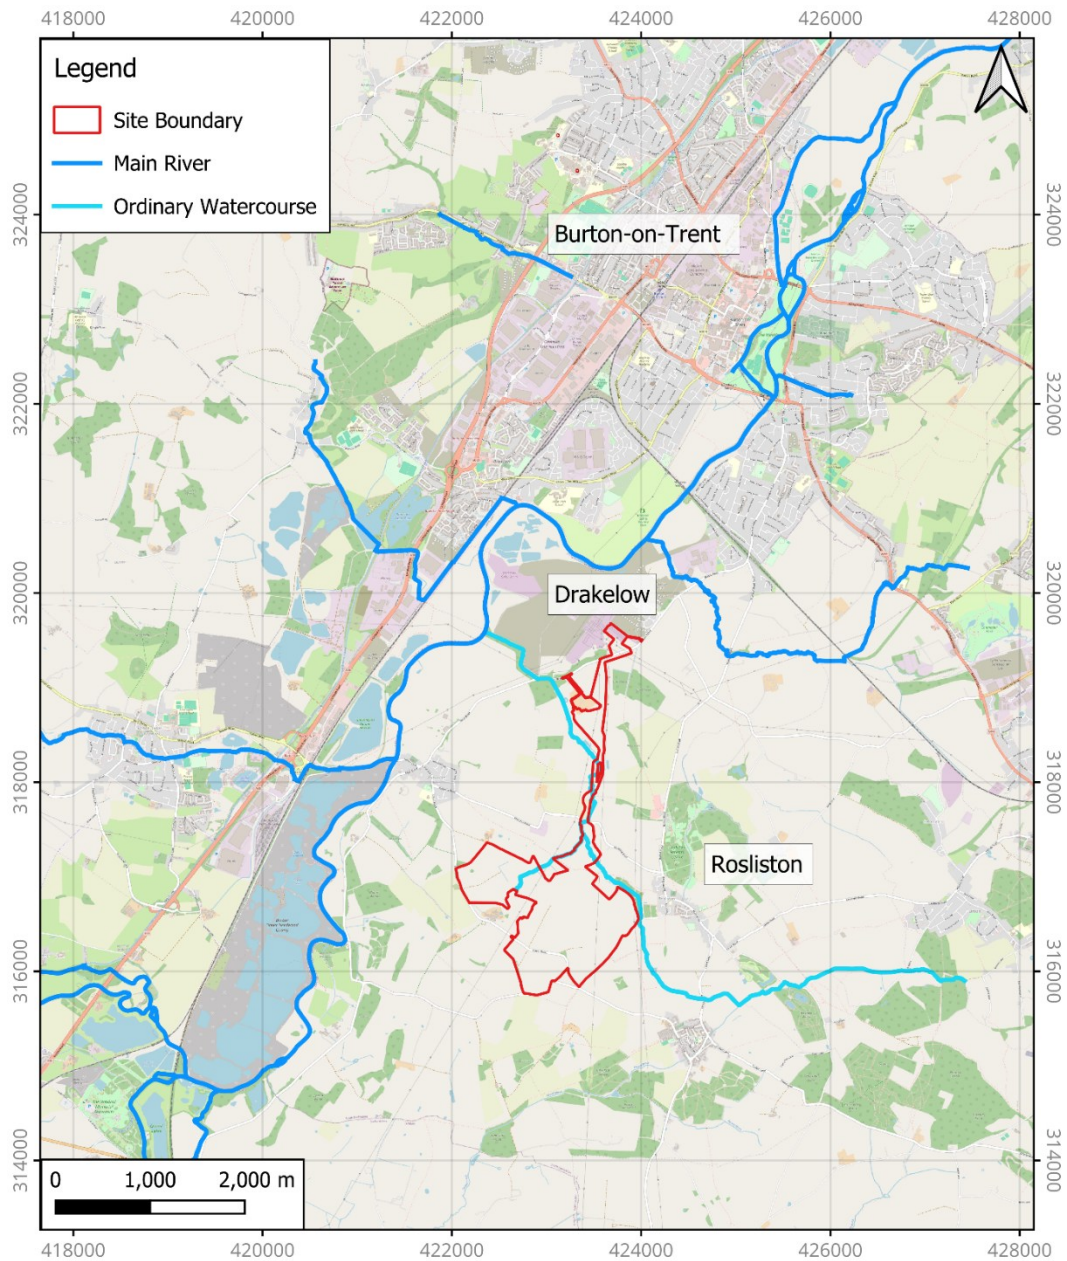 418000 420000 422000 424000 426000 428000
Legend
Site Boundary
Main River
Ordinary Watercourse
324000 324000
Burton-on-Trent
322000 322000
320000 320000
Drakelow
318000 318000
Rosliston
316000 316000
314000 314000
0 1,000 2,000 m
418000 420000 422000 424000 426000 428000